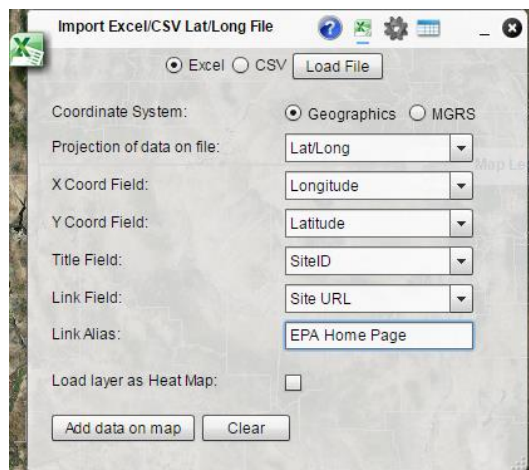 Import Excel/CSV Lat/Long File
Excel CSV Load File
Coordinate System: Geographics MGRS
Projection of data on file: Lat/Long
X Coord Field: Longitude
Y Coord Field: Latitude
Title Field: SiteID
Link Field: Site URL
Link Alias: EPA Home Page
Load layer as Heat Map:
Add data on map Clear